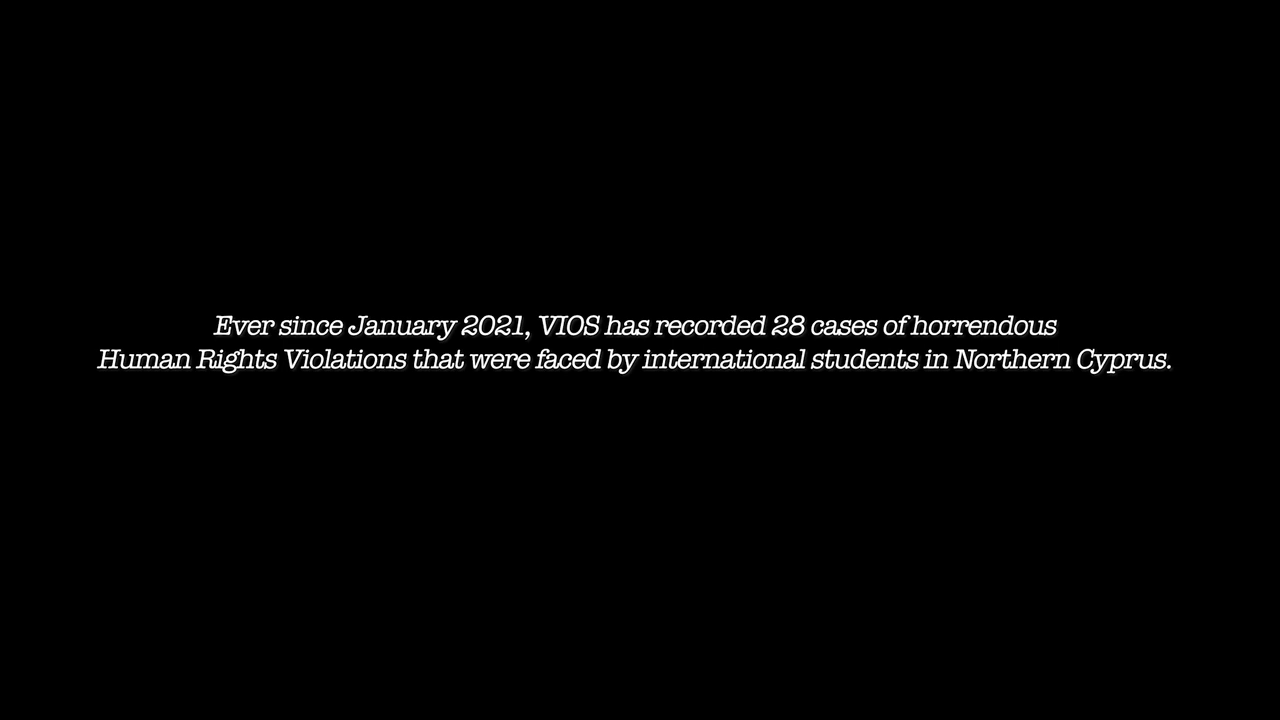 Ever since January 2021, VIOS has recorded 28 cases of horrendous
Human Rights Violations that were faced by international students in Northern Cyprus.